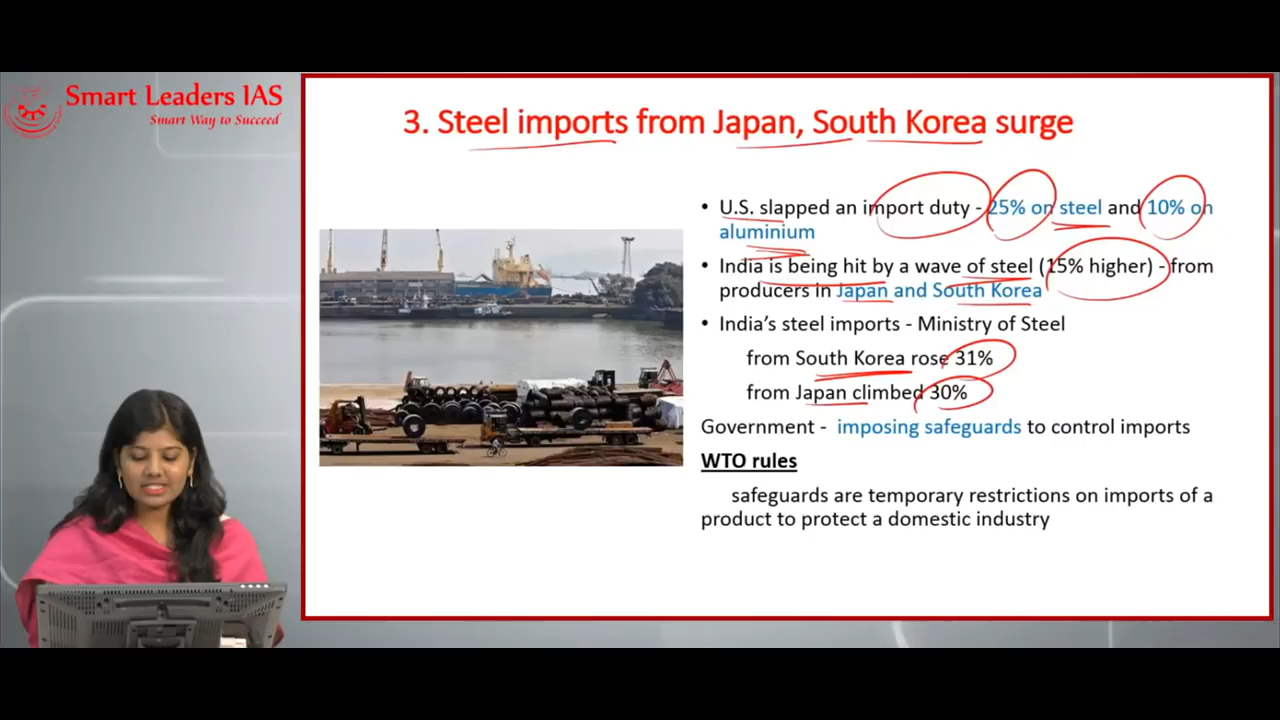 Smart Leaders IAS
Smart Way to Succeed
3. Steel imports from Japan, South Korea surge
• U.S. slapped an import duty - 25% on steel and 10% on
aluminium
• India is being hit by a wave of steel (15% higher) - from
producers in Japan and South Korea
• India’s steel imports - Ministry of Steel
from South Korea rose 31%
from Japan climbed 30%
Government - imposing safeguards to control imports
WTO rules
safeguards are temporary restrictions on imports of a
product to protect a domestic industry